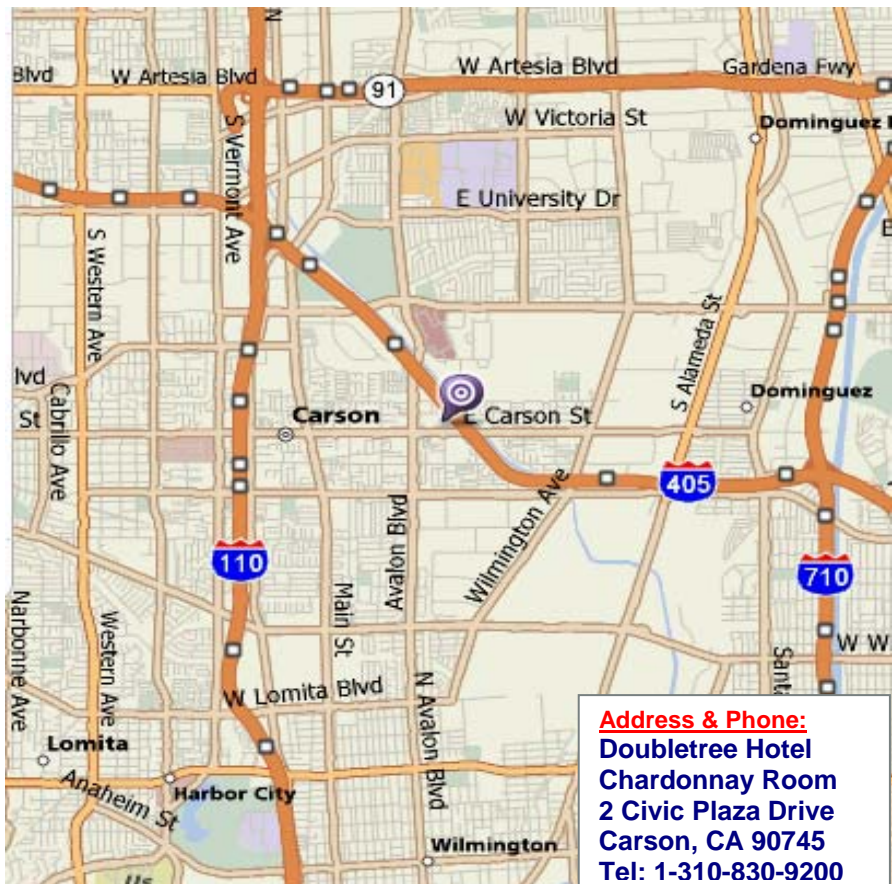 Blvd
W Artesia Blvd
W Artesia Blvd
Gardena Fwy
91
S Vermont Ave
W Victoria St
Dominguez
E University Dr
S Western Ave
S Alameda St
lvd
St
Cabrillo Ave
Carson
E Carson St
Dominguez
405
110
710
Wilmington Ave
Avalon Blvd
Main St
Narbonne Ave
Western Ave
W W
Santa
W Lomita Blvd
N Avalon Blvd
Lomita
Harbor City
Anaheim St
Wilmington
Us
Address & Phone:
Doubletree Hotel
Chardonnay Room
2 Civic Plaza Drive
Carson, CA 90745
Tel: 1-310-830-9200